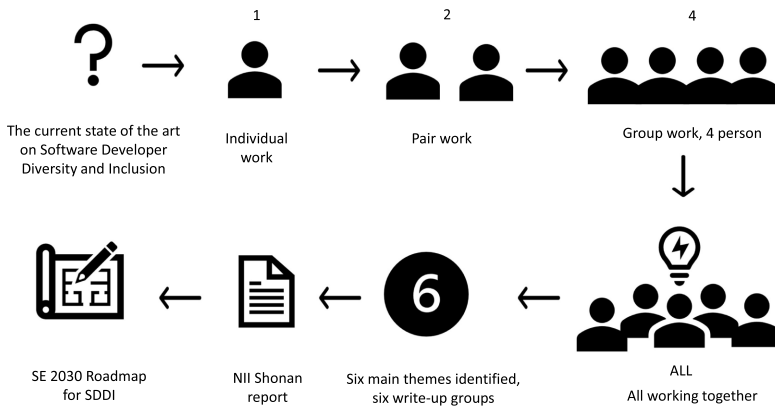 1
2
4
The current state of the art
on Software Developer
Diversity and Inclusion
Individual
work
Pair work
Group work, 4 person
6
SE 2030 Roadmap
for SDDI
NII Shonan
report
Six main themes identified,
six write-up groups
ALL
All working together